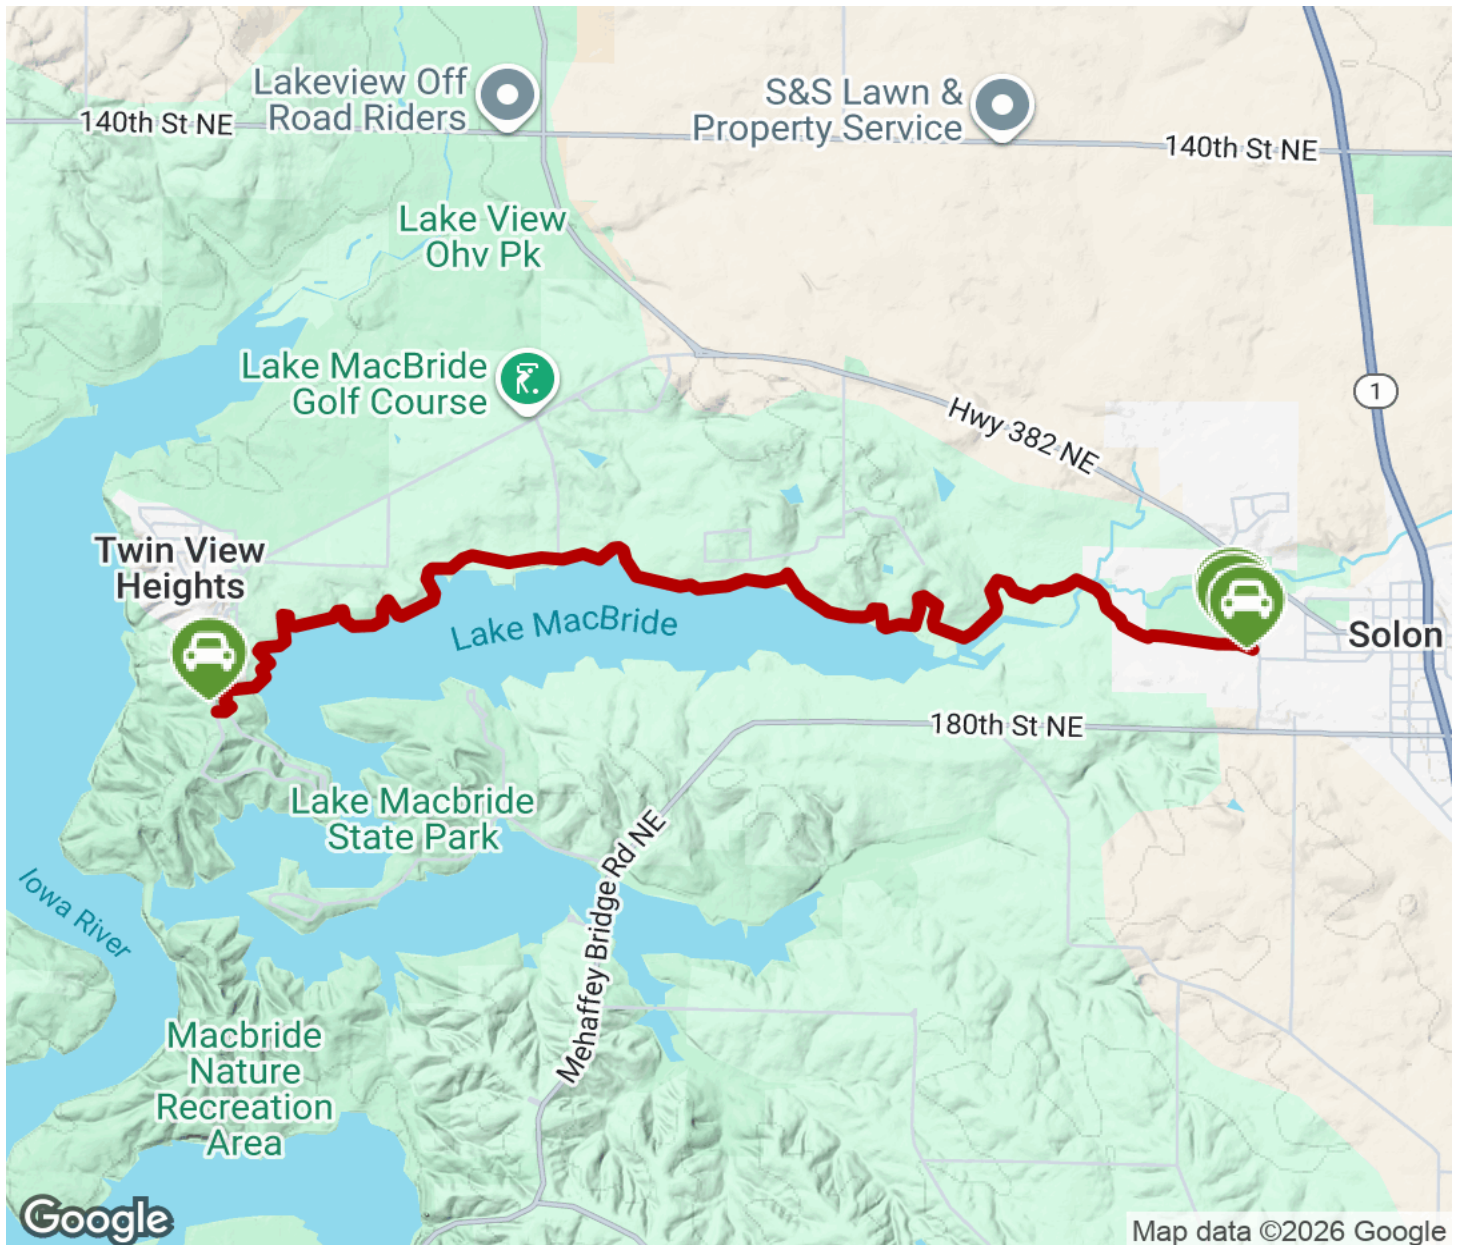 Lakeview Off
Road Riders
S&S Lawn &
Property Service
140th St NE
140th St NE
Lake View
Ohv Pk
Lake MacBride
Golf Course
1
Hwy 382 NE
Twin View
Heights
Lake MacBride
Solon
180th St NE
Lake Macbride
State Park
Mehaffey Bridge Rd NE
Iowa River
Macbride
Nature
Recreation
Area
Google
Map data ©2026 Google